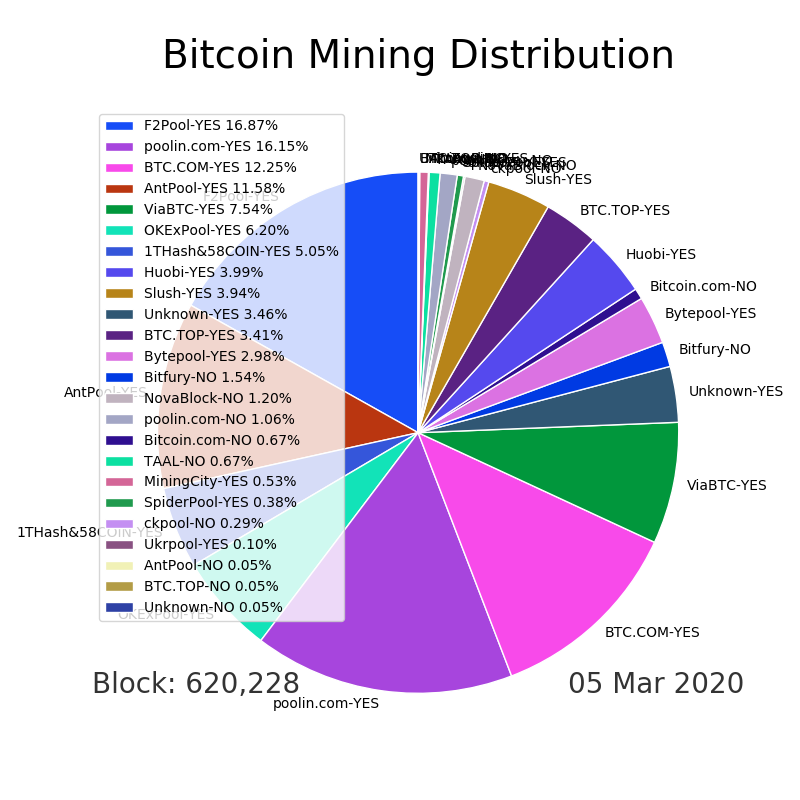 Bitcoin Mining Distribution
F2Pool-YES 16.87%
poolin.com-YES 16.15%
BTC.COM-YES 12.25%
AntPool-YES 11.58%
ViaBTC-YES 7.54%
OKExPool-YES 6.20%
1THash&58COIN-YES 5.05%
Huobi-YES 3.99%
Slush-YES 3.94%
Unknown-YES 3.46%
BTC.TOP-YES 3.41%
Bytepool-YES 2.98%
Bitfury-NO 1.54%
NovaBlock-NO 1.20%
poolin.com-NO 1.06%
Bitcoin.com-NO 0.67%
TAAL-NO 0.67%
MiningCity-YES 0.53%
SpiderPool-YES 0.38%
ckpool-NO 0.29%
Ukrpool-YES 0.10%
AntPool-NO 0.05%
BTC.TOP-NO 0.05%
Unknown-NO 0.05%
ckpool-NO
Slush-YES
BTC.TOP-YES
Huobi-YES
Bitcoin.com-NO
Bytepool-YES
Bitfury-NO
Unknown-YES
ViaBTC-YES
BTC.COM-YES
poolin.com-YES
OKExPool-YES
1THash&58COIN-YES
AntPool-YES
F2Pool-YES
Block: 620,228
05 Mar 2020